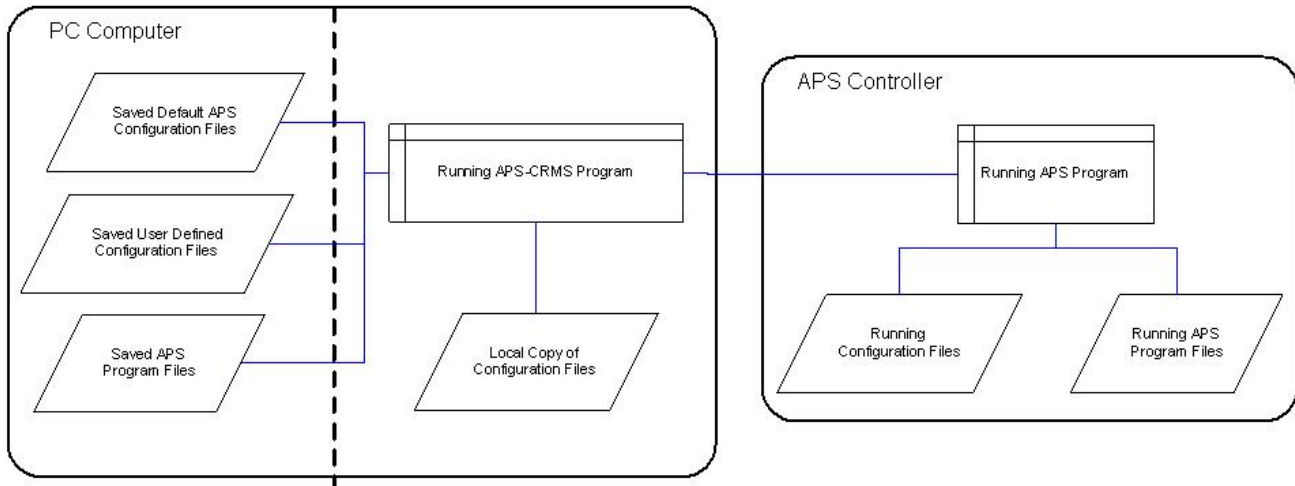 PC Computer
Saved Default APS
Configuration Files
Saved User Defined
Configuration Files
Saved APS
Program Files
Running APS-CRMS Program
Local Copy of
Configuration Files
APS Controller
Running APS Program
Running
Configuration Files
Running APS
Program Files